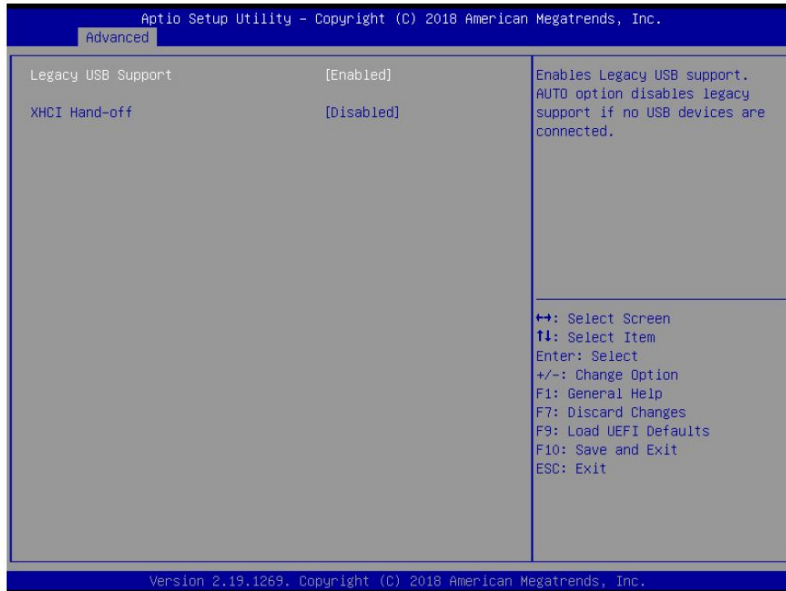 Aptio Setup Utility – Copyright (C) 2018 American Megatrends, Inc.
Advanced
Legacy USB Support [Enabled]
XHCI Hand-off [Disabled]
Enables Legacy USB support.
AUTO option disables legacy
support if no USB devices are
connected.
↔: Select Screen
↑↓: Select Item
Enter: Select
+/-: Change Option
F1: General Help
F7: Discard Changes
F9: Load UEFI Defaults
F10: Save and Exit
ESC: Exit
Version 2.19.1269. Copyright (C) 2018 American Megatrends, Inc.